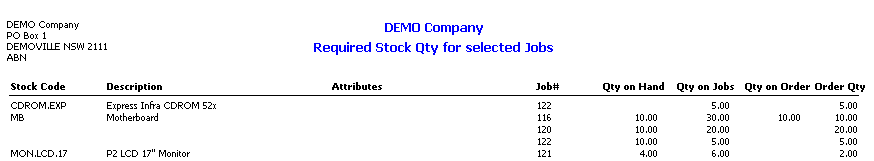 DEMO Company
PO Box 1
DEMOVILLE NSW 2111
ABN
DEMO Company
Required Stock Qty for selected Jobs
Stock Code Description Attributes Job# Qty on Hand Qty on Jobs Qty on Order Order Qty
CDROM.EXP Express Infra CDROM 52x 122 5.00 5.00
MB Motherboard 116 10.00 30.00 10.00 10.00
120 10.00 20.00 20.00
122 10.00 5.00 5.00
MON.LCD.17 P2 LCD 17" Monitor 121 4.00 6.00 2.00